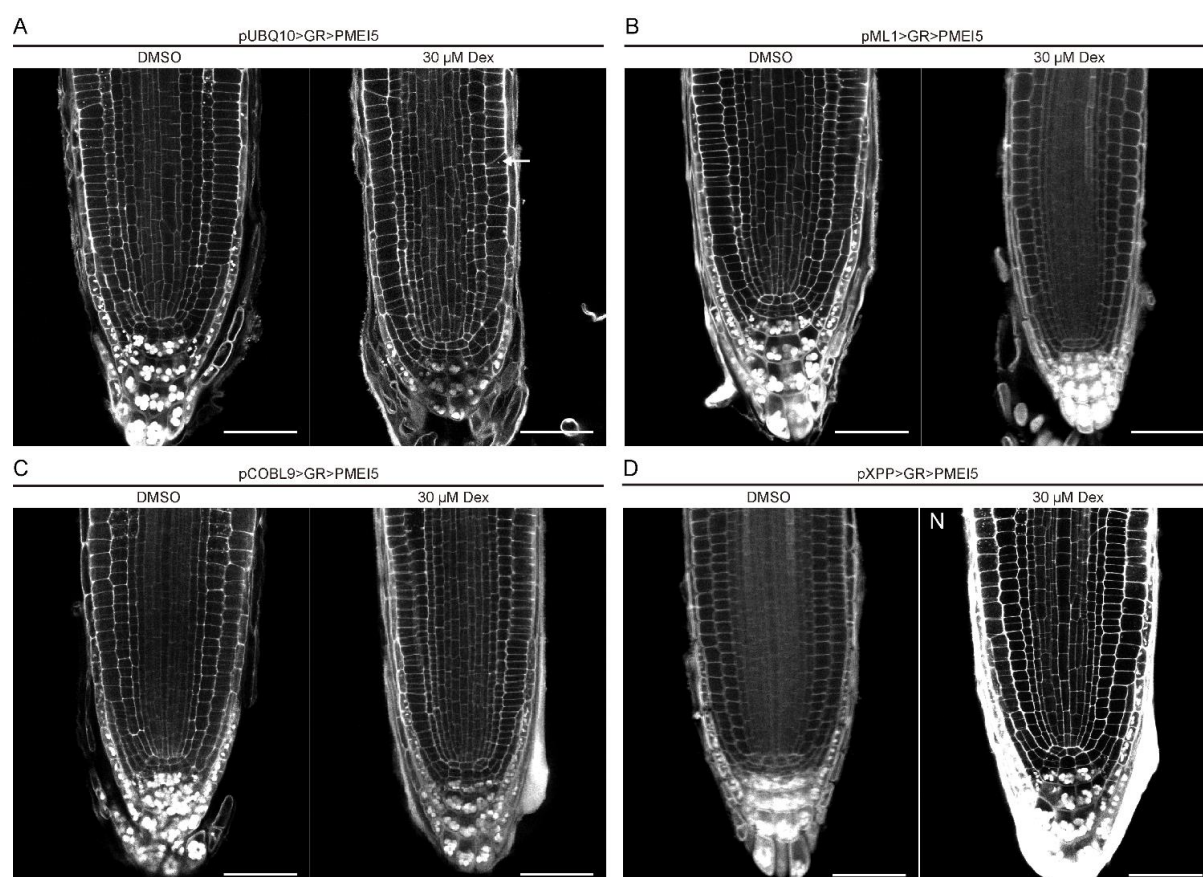 A
pUBQ10>GR>PMEI5
DMSO
30 µM Dex
B
pML1>GR>PMEI5
DMSO
30 µM Dex
C
pCOBL9>GR>PMEI5
DMSO
30 µM Dex
D
pXPP>GR>PMEI5
DMSO
30 µM Dex
N